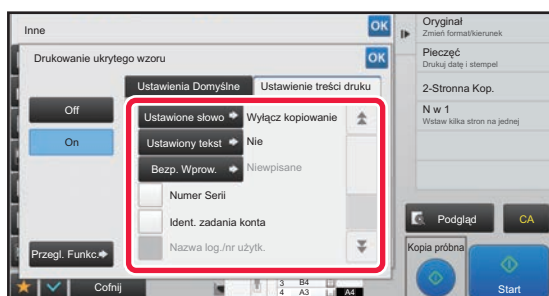 Inne
OK
Drukowanie ukrytego wzoru
OK
Ustawienia Domyślne
Ustawienie treści druku
Off
On
Ustawione słowo
Wyłącz kopiowanie
Ustawiony tekst
Nie
Bezp. Wprow.
Niewpisane
Numer Serii
Ident. zadania konta
Nazwa log./nr użytk.
Przegl. Funkc.
Cofnij
3 B4
4 A3
A4
Oryginał
Zmień format/kierunek
Pieczęć
Drukuj datę i stempel
2-Stronna Kop.
N w 1
Wstaw kilka stron na jednej
Podgląd
CA
Kopia próbna
Start